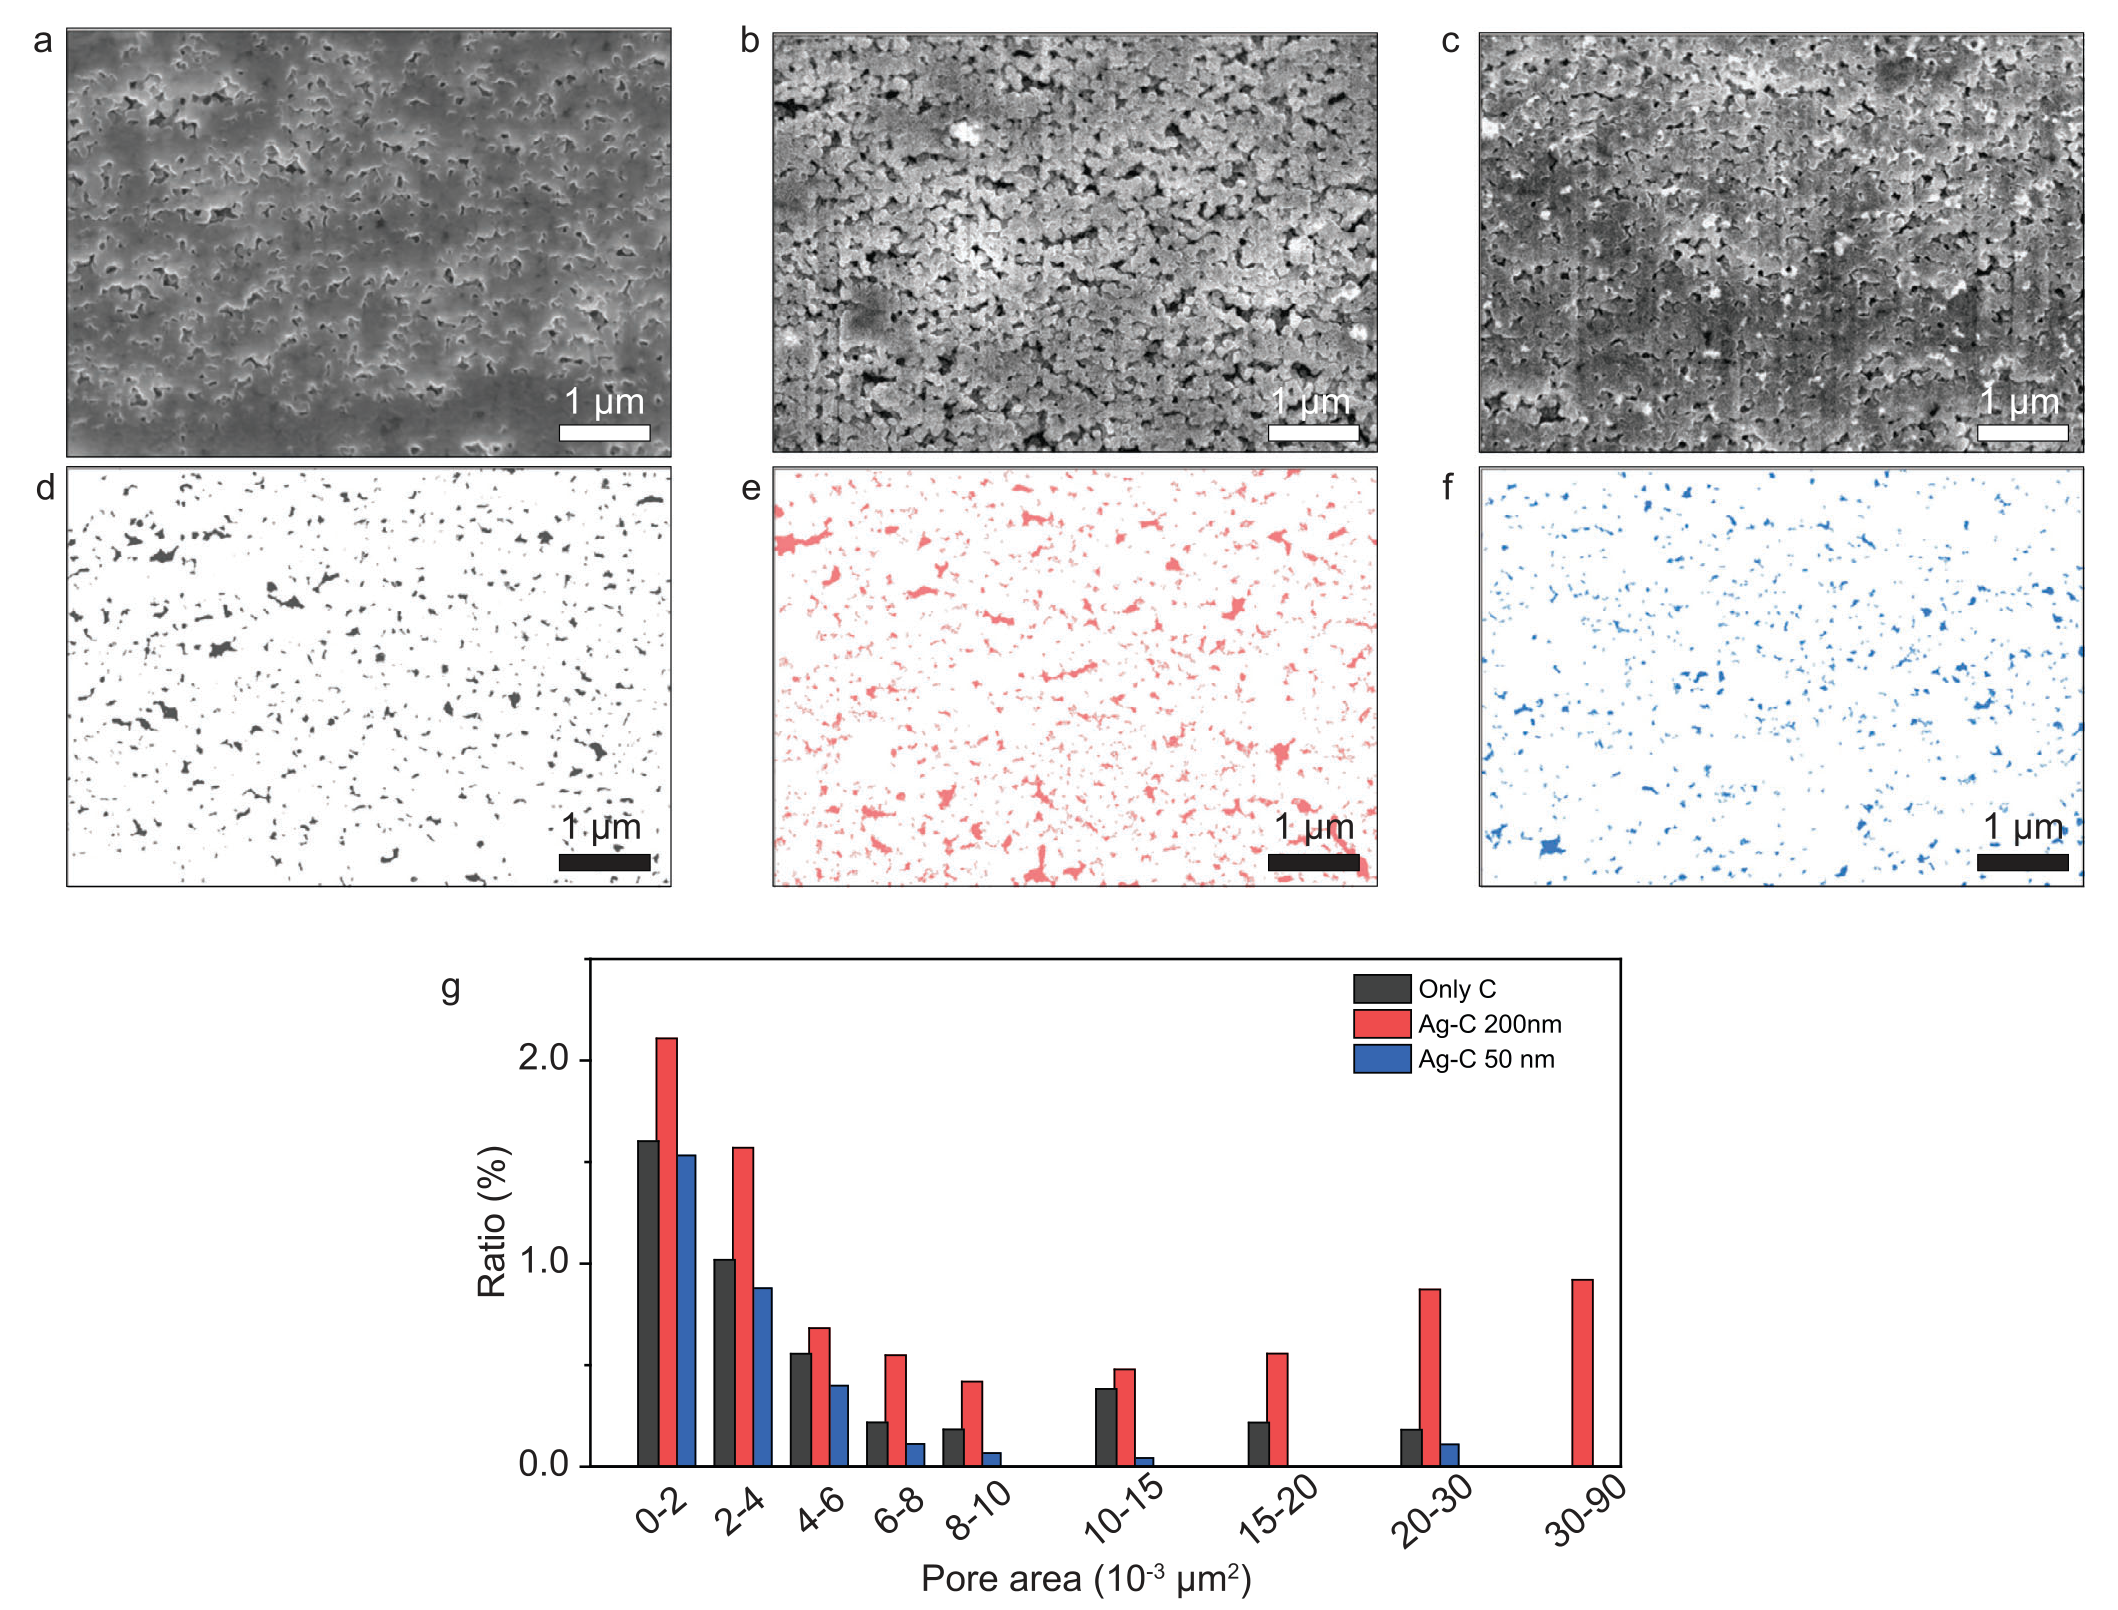 a
b
c
1 µm
1 µm
1 µm
d
e
f
1 µm
1 µm
1 µm
g
Only C
Ag-C 200nm
Ag-C 50 nm
2.0
1.0
0.0
Ratio (%)
0-2
2-4
4-6
6-8
8-10
10-15
15-20
20-30
30-90
Pore area (10⁻³ µm²)